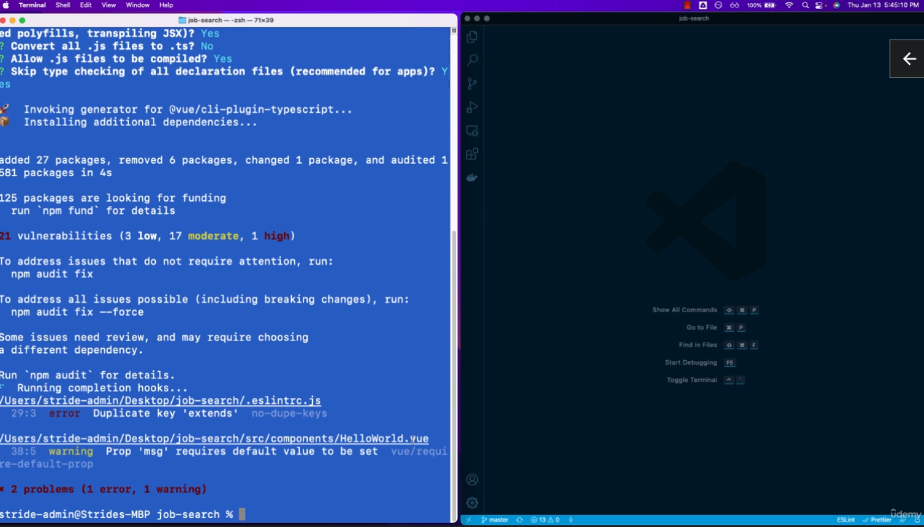 Terminal Shell Edit View Window Help
100% Thu Jan 13 5:45:10 PM
job-search — -zsh — 71×39
job-search
ed polyfills, transpiling JSX)? Yes
? Convert all .js files to .ts? No
? Allow .js files to be compiled? Yes
? Skip type checking of all declaration files (recommended for apps)? Y
es
Invoking generator for @vue/cli-plugin-typescript...
Installing additional dependencies...
added 27 packages, removed 6 packages, changed 1 package, and audited 1
581 packages in 4s
125 packages are looking for funding
run `npm fund` for details
21 vulnerabilities (3 low, 17 moderate, 1 high)
To address issues that do not require attention, run:
npm audit fix
To address all issues possible (including breaking changes), run:
npm audit fix --force
Some issues need review, and may require choosing
a different dependency.
Run `npm audit` for details.
Running completion hooks...
/Users/stride-admin/Desktop/job-search/.eslintrc.js
29:3 error Duplicate key 'extends' no-dupe-keys
/Users/stride-admin/Desktop/job-search/src/components/HelloWorld.vue
38:5 warning Prop 'msg' requires default value to be set vue/requi
re-default-prop
✖ 2 problems (1 error, 1 warning)
stride-admin@Strides-MBP job-search %
Show All Commands ⇧ ⌘ P
Go to File ⌘ P
Find in Files ⇧ ⌘ F
Start Debugging F5
Toggle Terminal ^ `
master 13 0 ESLint Prettier
Udemy